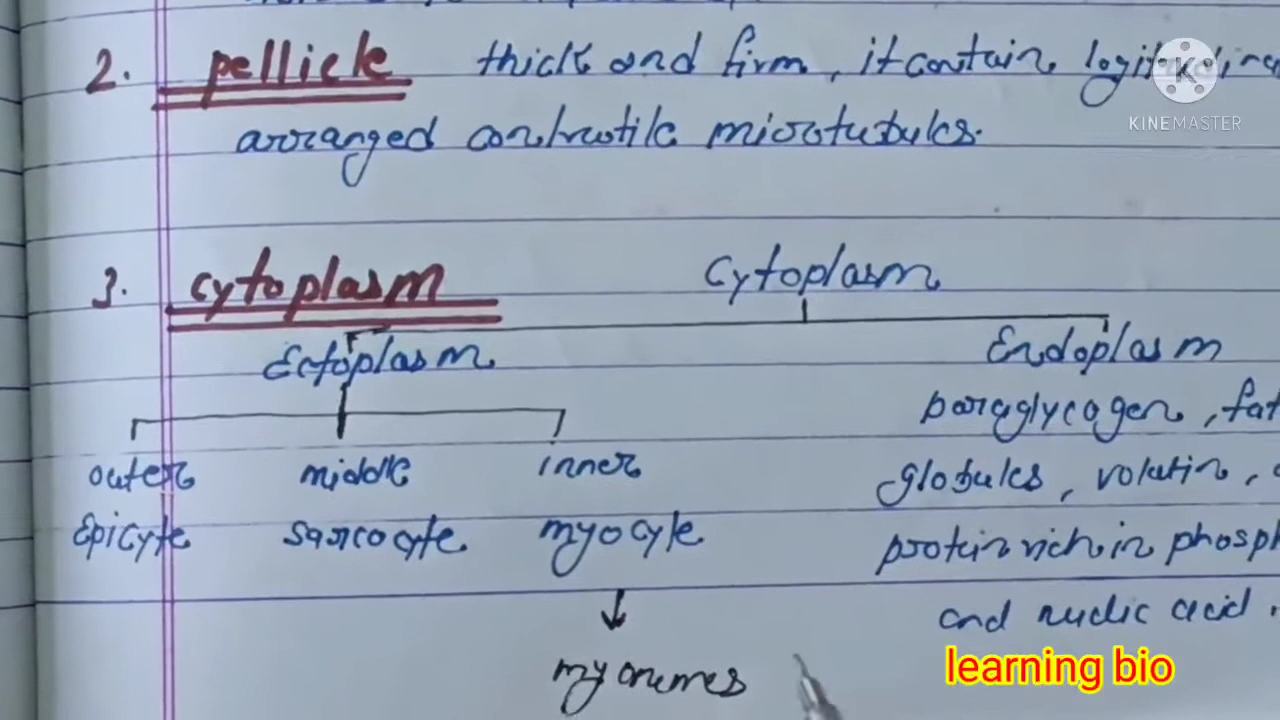 2. pellicle thick and firm, it contain
KINEMASTER
arranged contractile microtubules.
3. cytoplasm Cytoplasm
Ectoplasm Endoplasm
paraglycogen, fat
outer middle inner globules, volutin,
Epicyte sarcocyte myocyte protein rich in phosph
and nuclic acid.
myonemes
learning bio